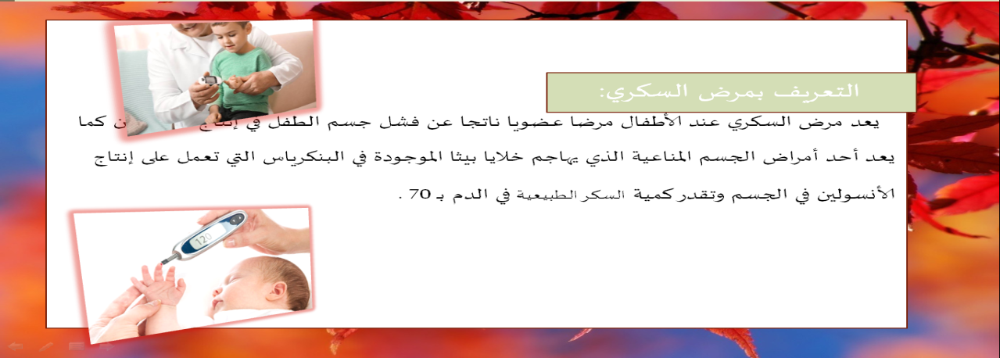 التعريف بمرض السكري:
يعد مرض السكري عند الأطفال مرضا عضويا ناتجا عن فشل جسم الطفل في إنتاج ن كما
يعد أحد أمراض الجسم المناعية الذي يهاجم خلايا بيثا الموجودة في البنكرياس التي تعمل على إنتاج
الأنسولين في الجسم وتقدر كمية السكر الطبيعية في الدم بـ 70 .
120